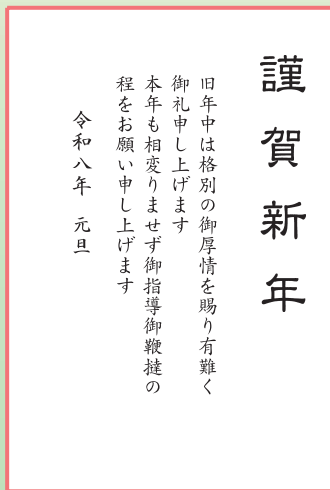 謹賀新年
旧年中は格別の御厚情を賜り有難く
御礼申し上げます
本年も相変りませず御指導御鞭撻の
程をお願い申し上げます
令和八年　元旦